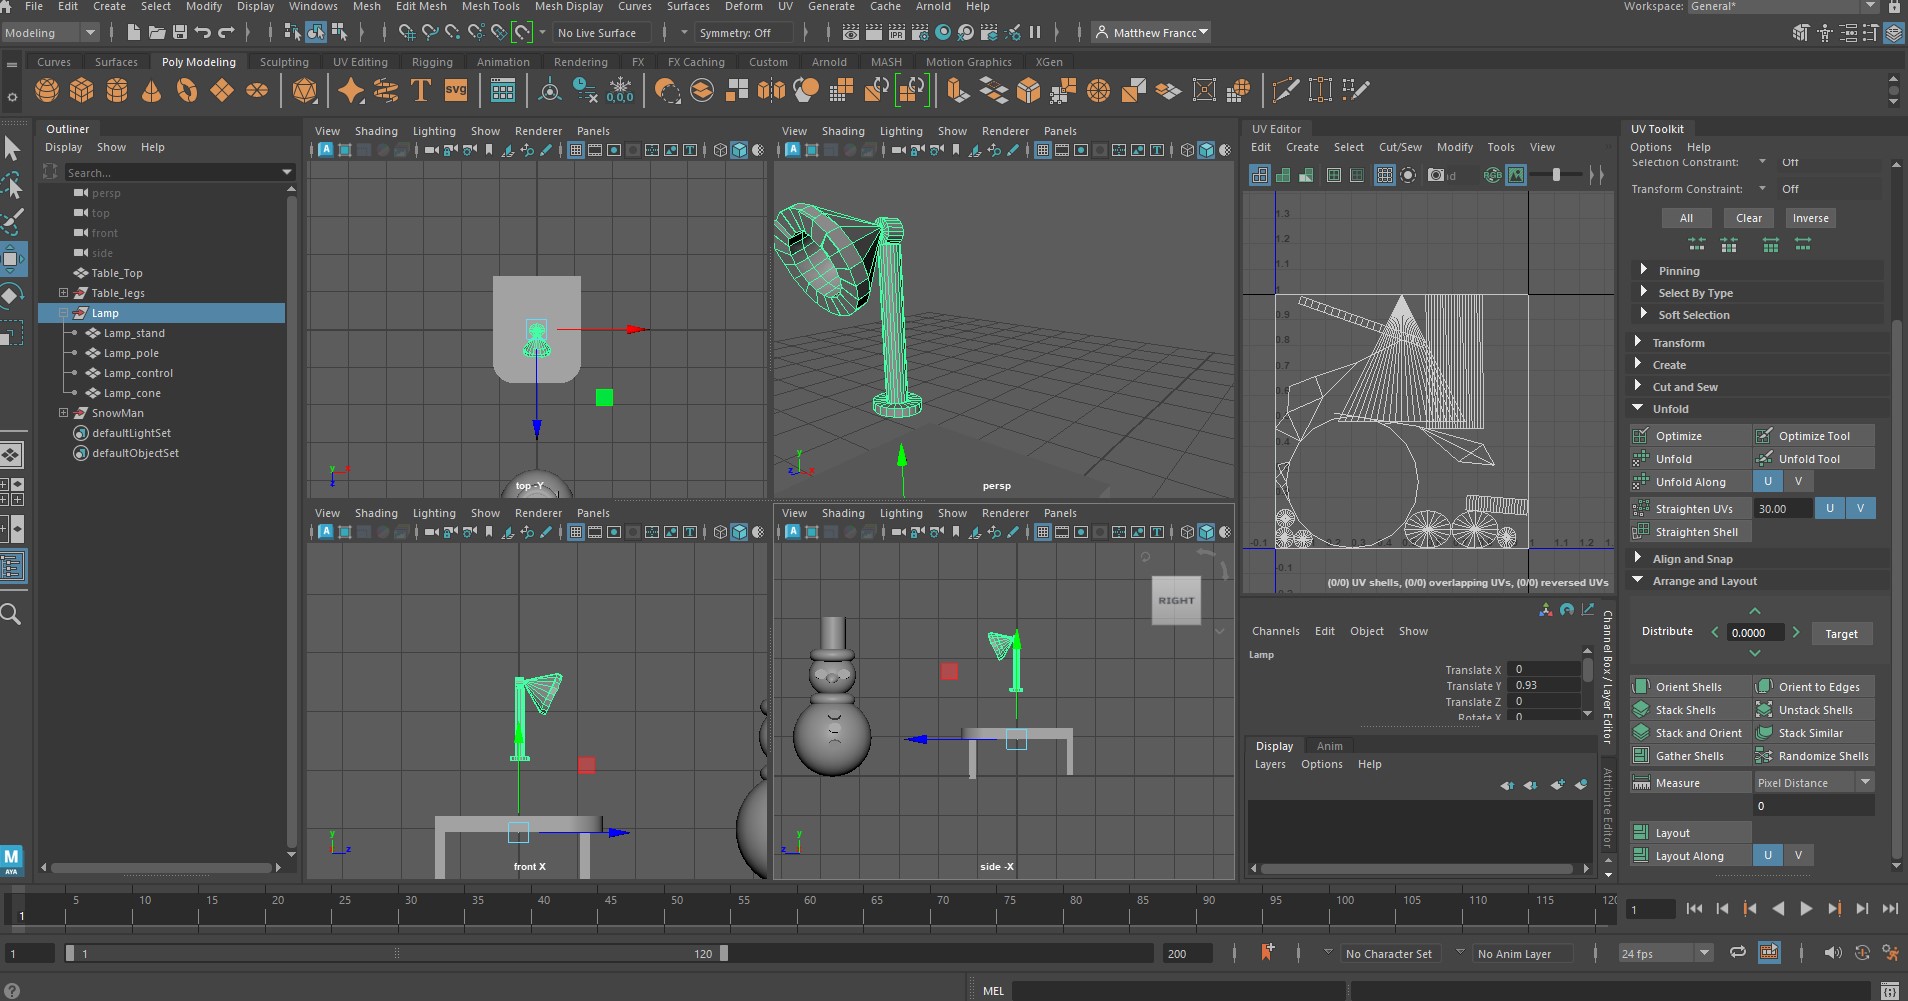 File Edit Create Select Modify Display Windows Mesh Edit Mesh Mesh Tools Mesh Display Curves Surfaces Deform UV Generate Cache Arnold Help Workspace: General*
Modeling No Live Surface Symmetry: Off IPR Matthew Franco
Curves Surfaces Poly Modeling Sculpting UV Editing Rigging Animation Rendering FX FX Caching Custom Arnold MASH Motion Graphics XGen
T SVG 0,0,0
Outliner
Display Show Help
Search...
persp
top
front
side
Table_Top
Table_legs
Lamp
Lamp_stand
Lamp_pole
Lamp_control
Lamp_cone
SnowMan
defaultLightSet
defaultObjectSet
View Shading Lighting Show Renderer Panels
top -Y
View Shading Lighting Show Renderer Panels
persp
View Shading Lighting Show Renderer Panels
front X
View Shading Lighting Show Renderer Panels
RIGHT
side -X
UV Editor
Edit Create Select Cut/Sew Modify Tools View
1.3
1.2
1.1
1
0.9
0.8
0.7
0.6
0.4
-0.1 1.1 1.2
-0.1
(0/0) UV shells, (0/0) overlapping UVs, (0/0) reversed UVs
Channels Edit Object Show
Lamp
Translate X 0
Translate Y 0.93
Translate Z 0
Rotate X 0
Display Anim
Layers Options Help
Channel Box / Layer Editor
Attribute Editor
UV Toolkit
Options Help
Selection Constraint: Off
Transform Constraint: Off
All Clear Inverse
Pinning
Select By Type
Soft Selection
Transform
Create
Cut and Sew
Unfold
Optimize Optimize Tool
Unfold Unfold Tool
Unfold Along U V
Straighten UVs 30.00 U V
Straighten Shell
Align and Snap
Arrange and Layout
Distribute 0.0000 Target
Orient Shells Orient to Edges
Stack Shells Unstack Shells
Stack and Orient Stack Similar
Gather Shells Randomize Shells
Measure Pixel Distance
0
Layout
Layout Along U V
M
AYA
1 5 10 15 20 25 30 35 40 45 50 55 60 65 70 75 80 85 90 95 100 105 110 115 120 1
1 1 120 200 No Character Set No Anim Layer 24 fps
MEL